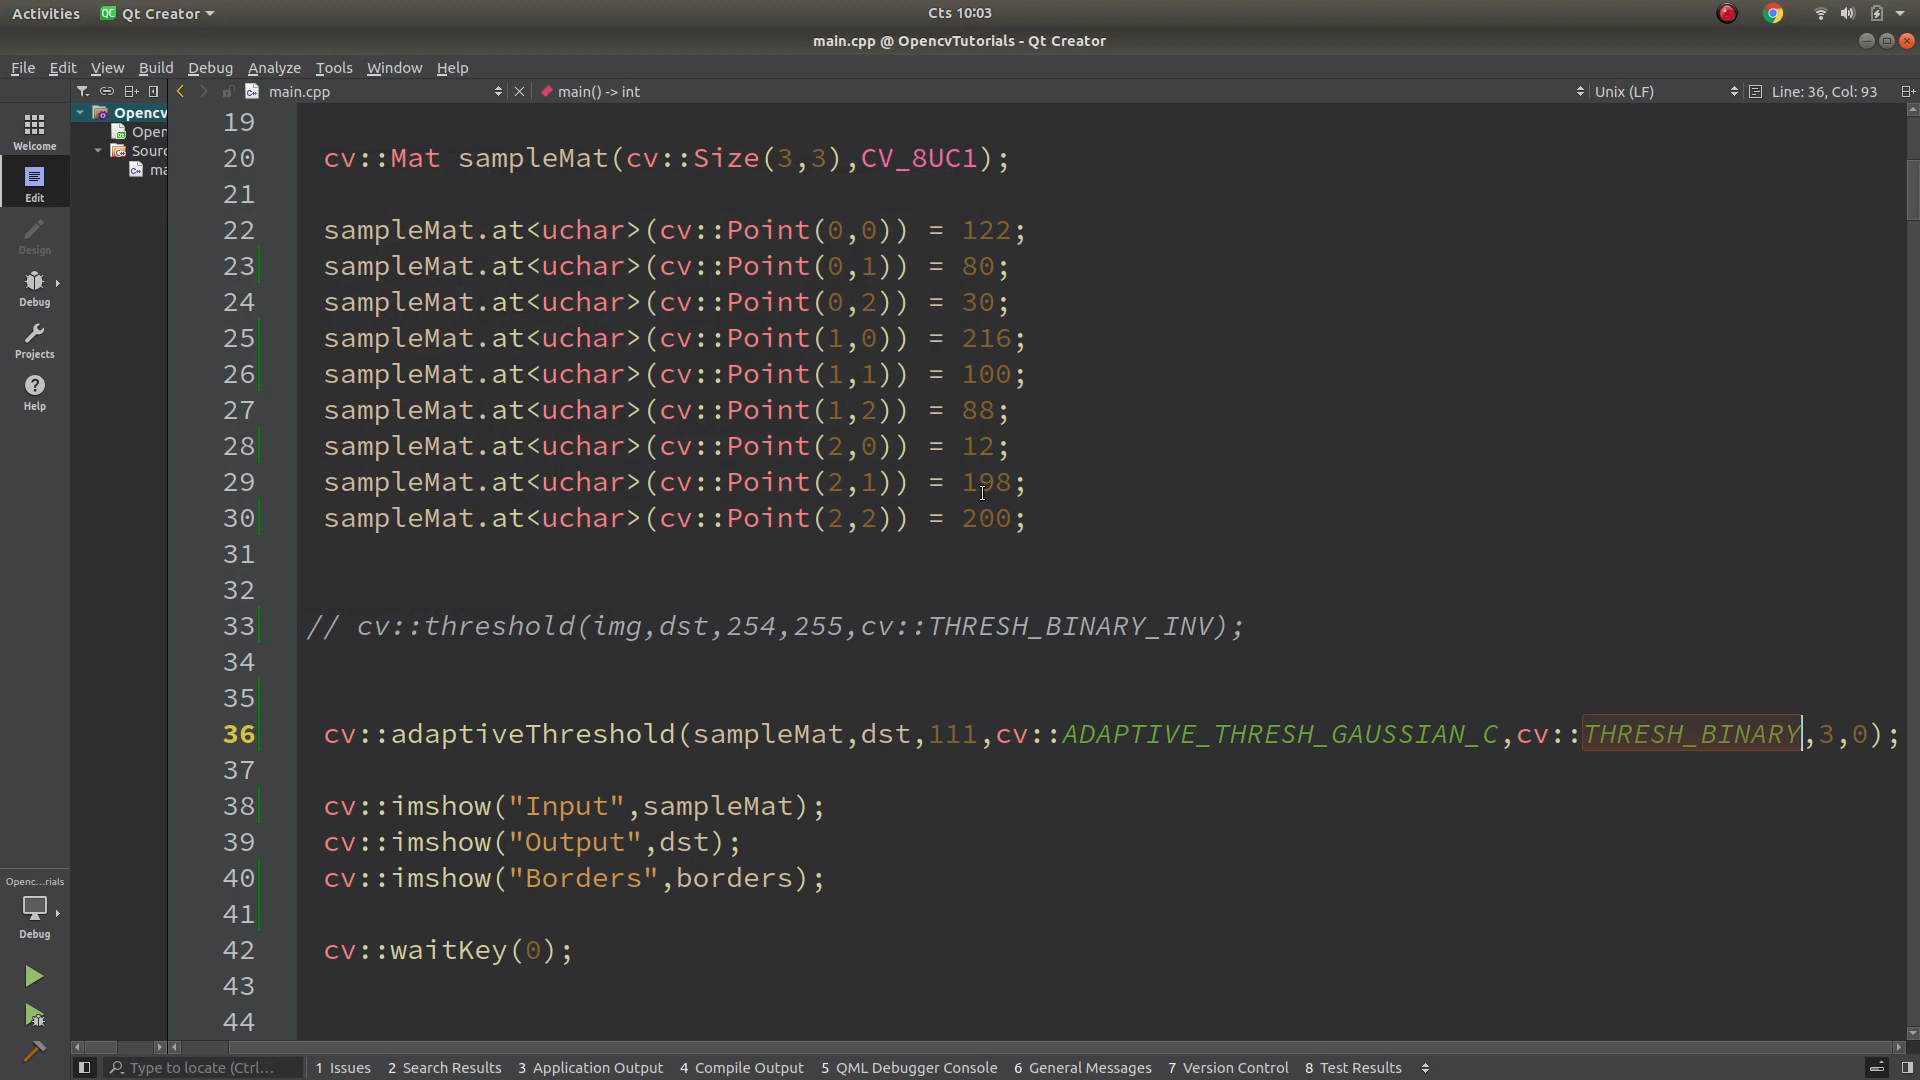 Activities Qt Creator Cts 10:03
main.cpp @ OpencvTutorials - Qt Creator
File Edit View Build Debug Analyze Tools Window Help
main.cpp main() -> int Unix (LF) Line: 36, Col: 93
Welcome
Edit
Design
Debug
Projects
Help
Opencv
Open
Sourc
ma
19
20 cv::Mat sampleMat(cv::Size(3,3),CV_8UC1);
21
22 sampleMat.at<uchar>(cv::Point(0,0)) = 122;
23 sampleMat.at<uchar>(cv::Point(0,1)) = 80;
24 sampleMat.at<uchar>(cv::Point(0,2)) = 30;
25 sampleMat.at<uchar>(cv::Point(1,0)) = 216;
26 sampleMat.at<uchar>(cv::Point(1,1)) = 100;
27 sampleMat.at<uchar>(cv::Point(1,2)) = 88;
28 sampleMat.at<uchar>(cv::Point(2,0)) = 12;
29 sampleMat.at<uchar>(cv::Point(2,1)) = 198;
30 sampleMat.at<uchar>(cv::Point(2,2)) = 200;
31
32
33 // cv::threshold(img,dst,254,255,cv::THRESH_BINARY_INV);
34
35
36 cv::adaptiveThreshold(sampleMat,dst,111,cv::ADAPTIVE_THRESH_GAUSSIAN_C,cv::THRESH_BINARY,3,0);
37
38 cv::imshow("Input",sampleMat);
39 cv::imshow("Output",dst);
40 cv::imshow("Borders",borders);
41
42 cv::waitKey(0);
43
44
Openc...rials
Debug
Type to locate (Ctrl... 1 Issues 2 Search Results 3 Application Output 4 Compile Output 5 QML Debugger Console 6 General Messages 7 Version Control 8 Test Results